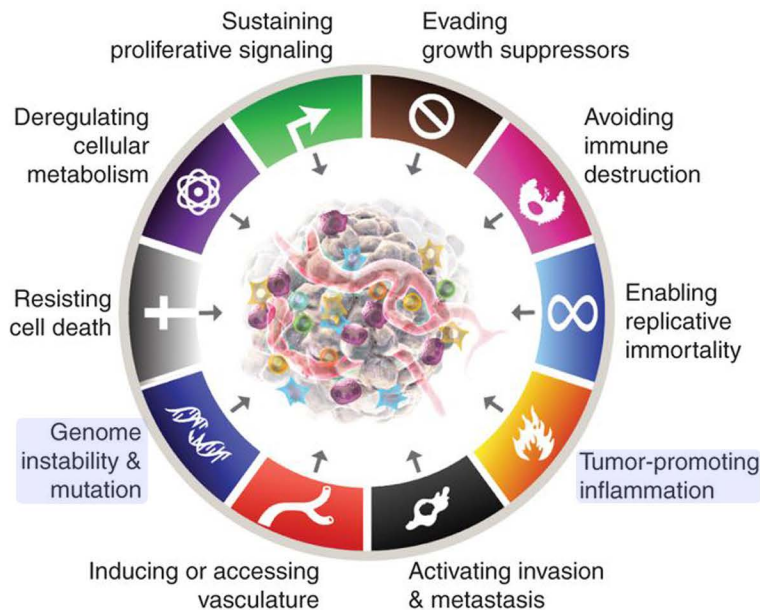 Sustaining
proliferative signaling
Evading
growth suppressors
Avoiding
immune
destruction
Enabling
replicative
immortality
Tumor-promoting
inflammation
Activating invasion
& metastasis
Inducing or accessing
vasculature
Genome
instability &
mutation
Resisting
cell death
Deregulating
cellular
metabolism